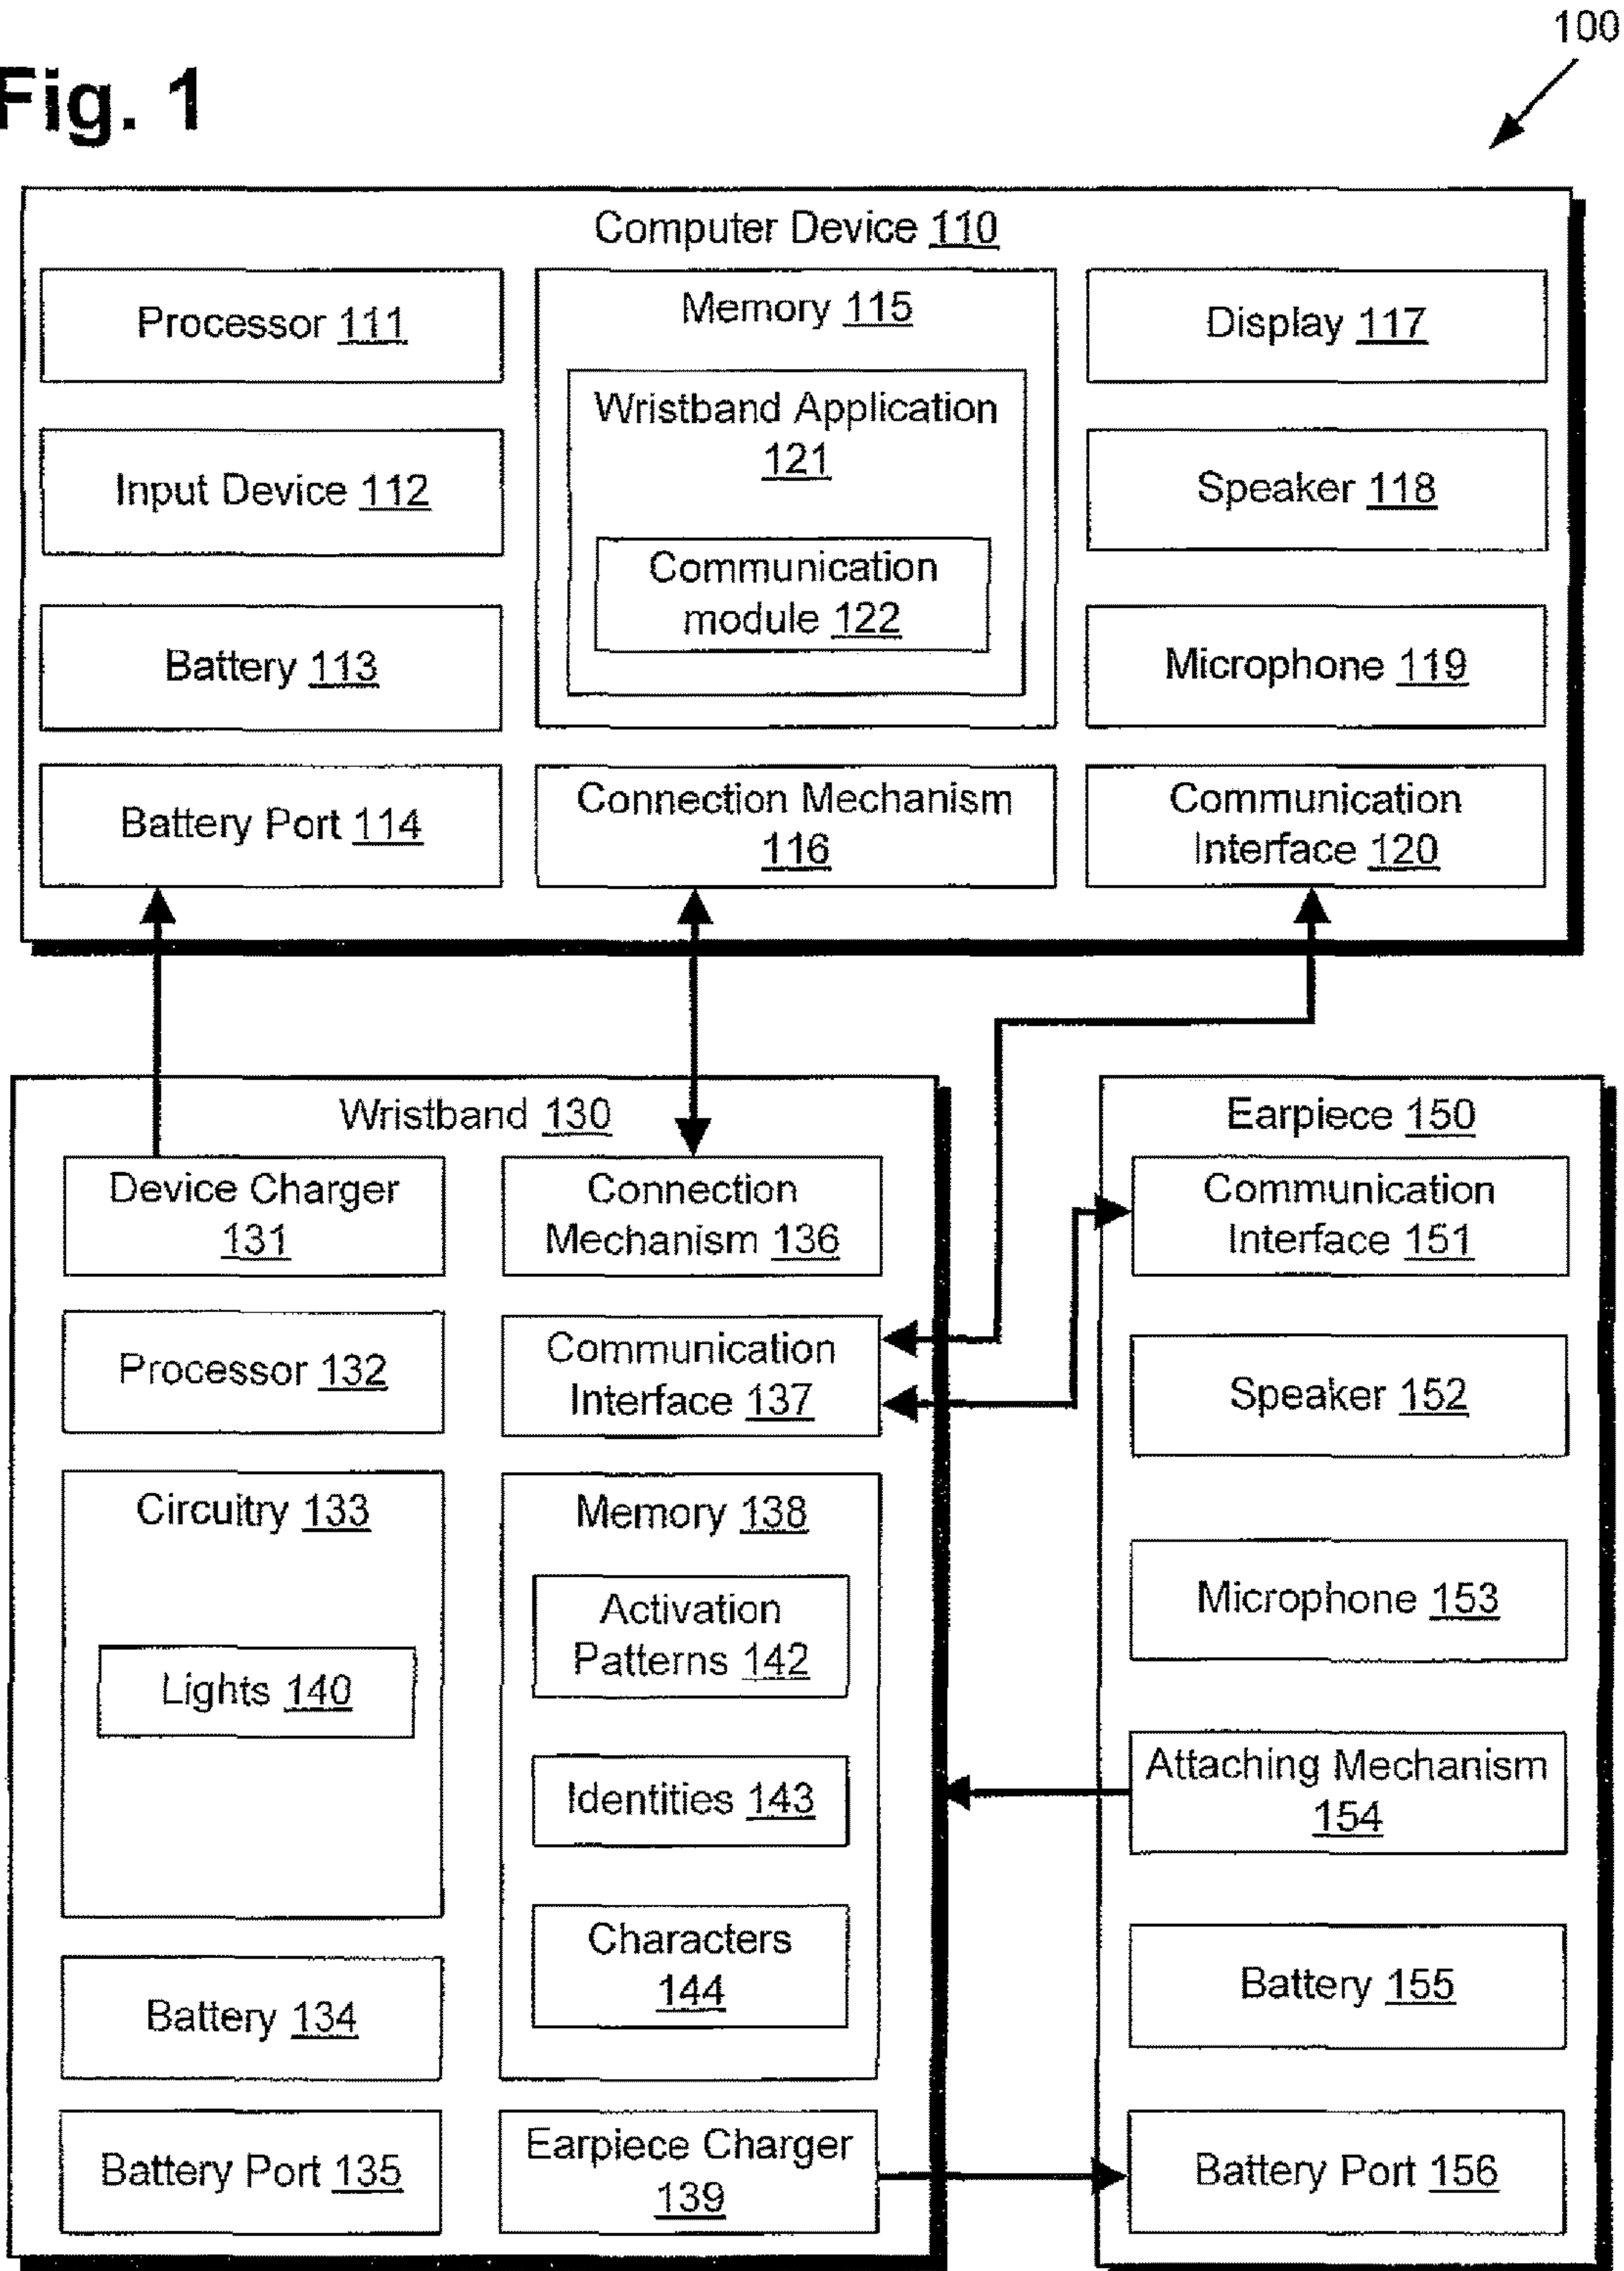 100
Fig. 1
Computer Device 110
Processor 111
Input Device 112
Battery 113
Battery Port 114
Memory 115
Wristband Application
121
Communication
module 122
Connection Mechanism
116
Display 117
Speaker 118
Microphone 119
Communication
Interface 120
Wristband 130
Device Charger
131
Processor 132
Circuitry 133
Lights 140
Battery 134
Battery Port 135
Connection
Mechanism 136
Communication
Interface 137
Memory 138
Activation
Patterns 142
Identities 143
Characters
144
Earpiece Charger
139
Earpiece 150
Communication
Interface 151
Speaker 152
Microphone 153
Attaching Mechanism
154
Battery 155
Battery Port 156